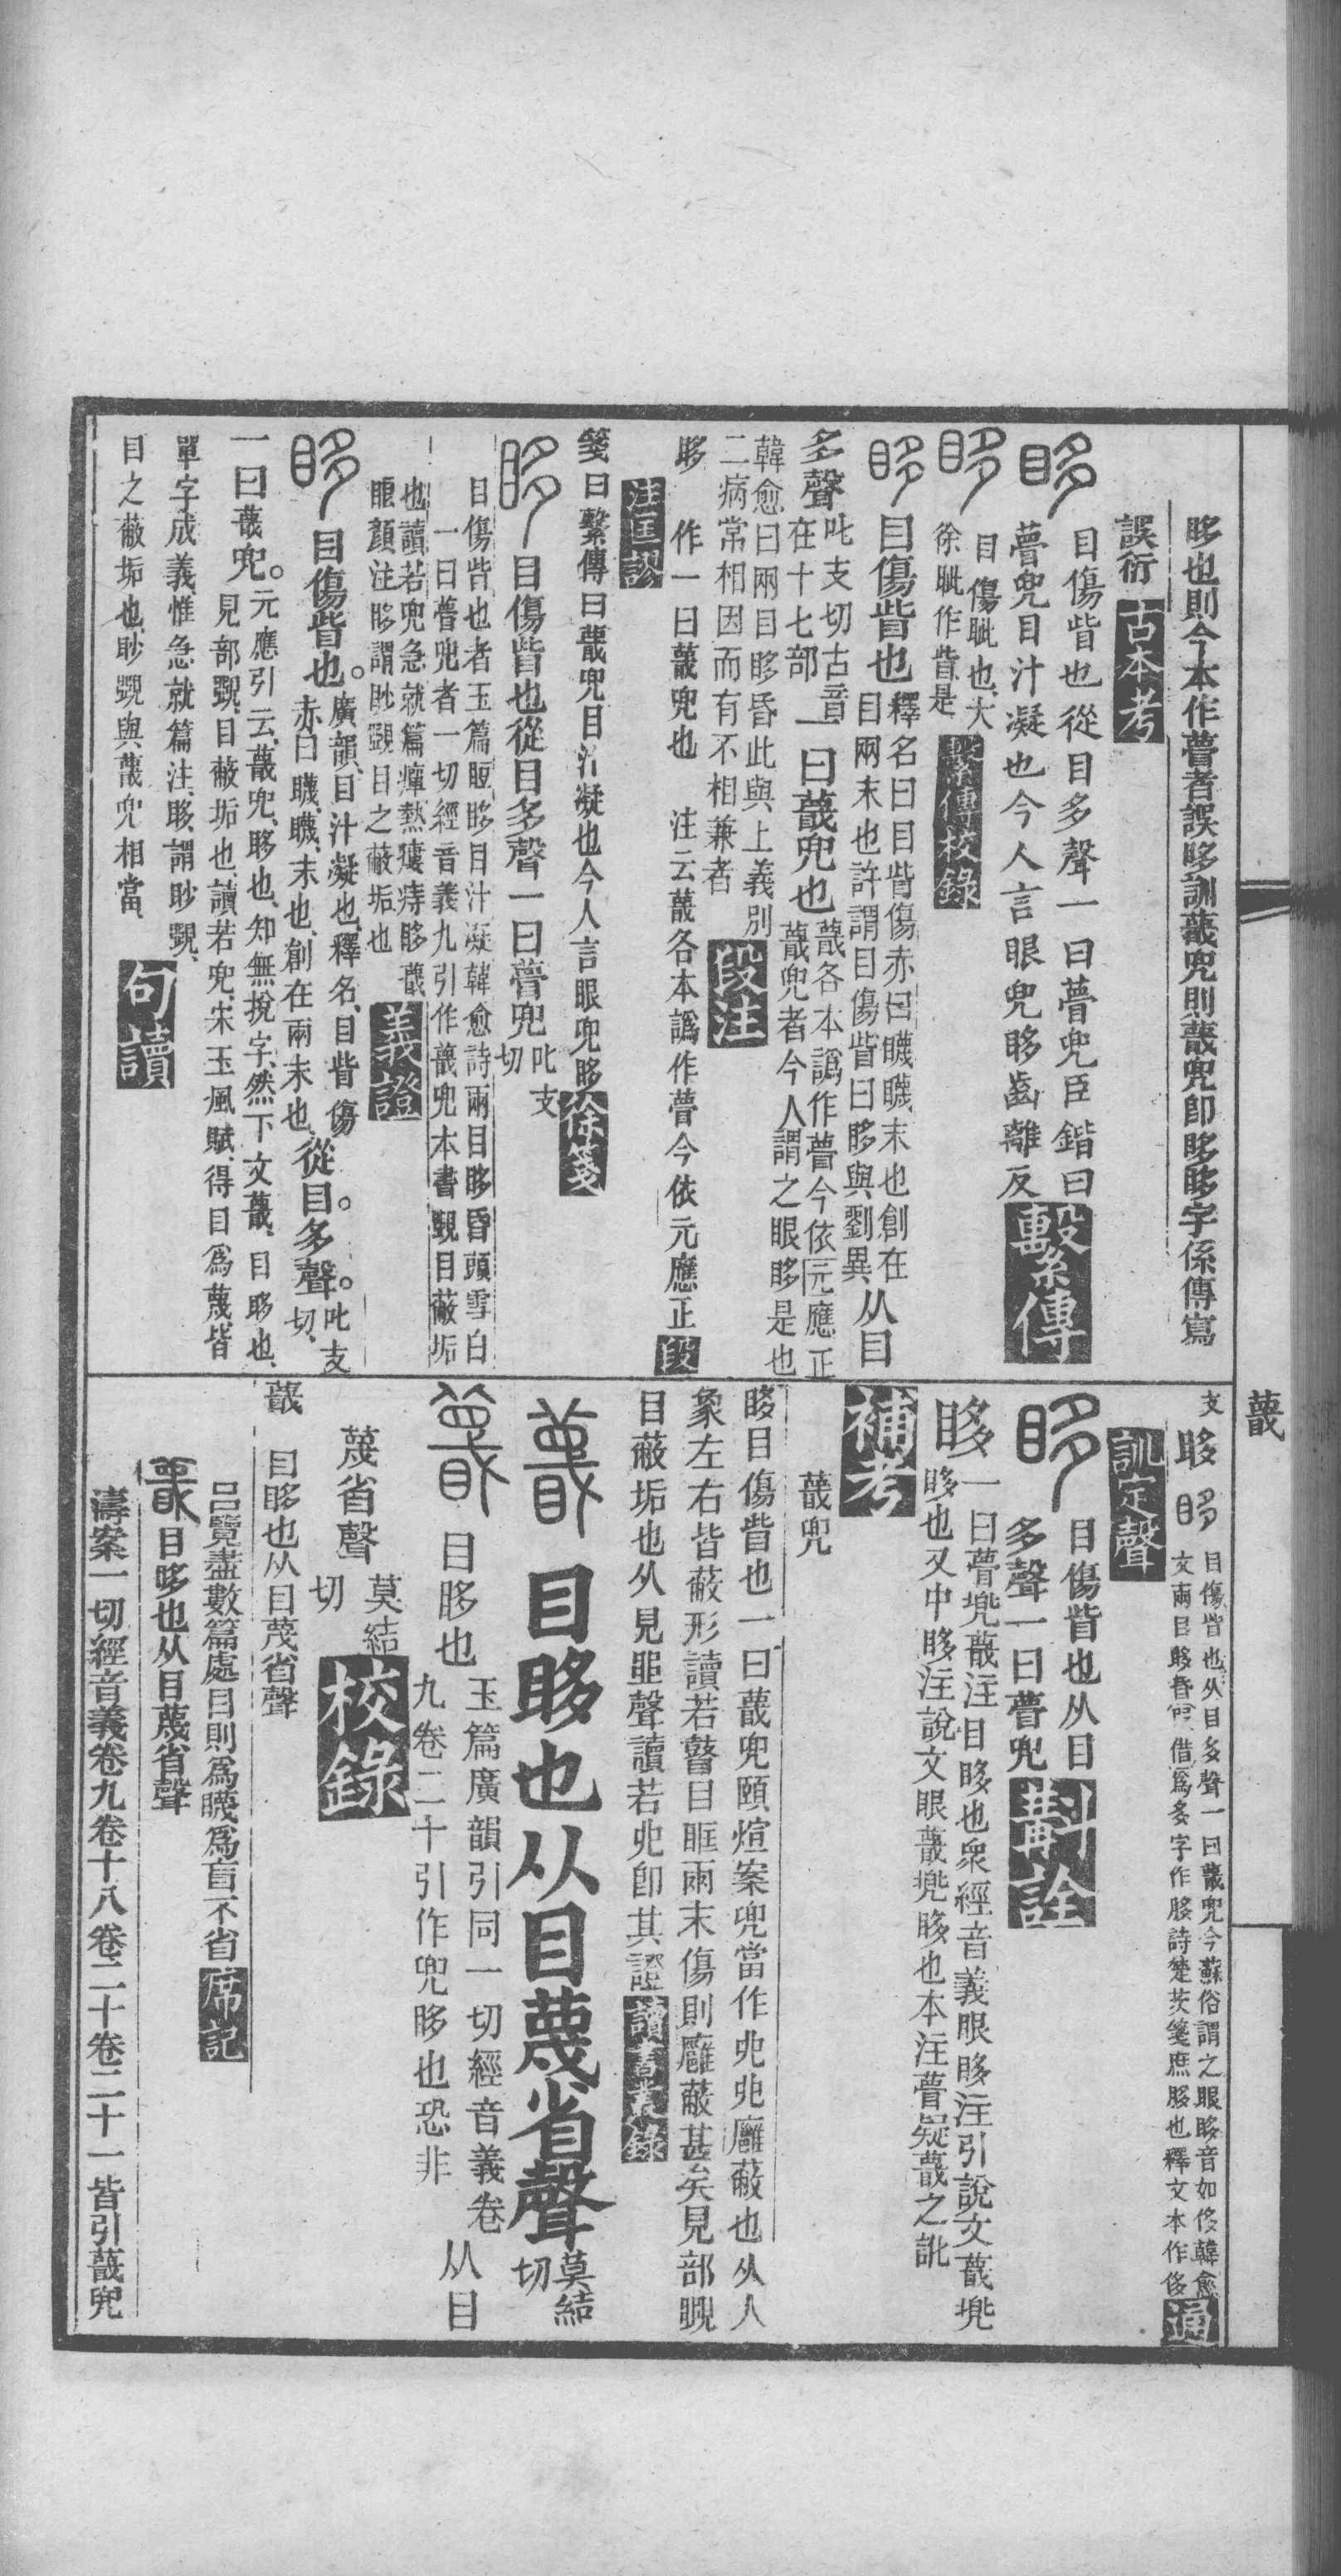 眵也則今本作瞢者誤眵訓䁾兜則䁾兜即眵眵字係傳寫
誤衍 古本考
目傷眥也從目多聲一曰瞢兜臣鍇曰
瞢兜目汁凝也今人言眼兜眵齒離反 繫傳
目傷眦也大
徐眦作眥是 繫傳校錄
目傷眥也
釋名曰目眥傷赤曰䁾䁾末也創在
目兩末也許謂目傷眥曰眵與劉異
从目
多聲
叱支切古音
在十七部
一曰䁾兜也
䁾各本譌作瞢今依元應正
䁾兜者今人謂之眼眵是也
韓愈曰兩目眵昏此與上義別
二病常相因而有不相兼者 段注
眵 作一曰䁾兜也 注云䁾各本譌作瞢今依元應正 段
注匡謬
箋曰繫傳曰䁾兜目汁凝也今人言眼兜眵 徐箋
目傷眥也從目多聲一曰瞢兜
叱支
切
目傷眥也者玉篇眍眵目汁凝韓愈詩兩目眵昏頭雪白
一曰瞢兜者一切經音義九引作䁾兜本書覴目蔽垢
也讀若兜急就篇癉熱瘻痔眵䁾
眼顏注眵謂眵覴目之蔽垢也 義證
目傷眥也。
廣韻、目汁凝也、釋名、目眥傷
赤曰䁾、䁾、末也、創在兩末也、
從目。多聲。
叱支
切、
一曰䁾兜。元應引云、䁾兜、眵也、知無挩字、然下文䁾、目眵也、
見部覴、目蔽垢也、讀若兜、宋玉風賦、得目爲蔑、皆
單字成義、惟急就篇注、眵、謂眵覴、
目之蔽垢也、眵覴與䁾兜相當、 句讀
䁾
支 眵
目傷眥也从目多聲一曰䁾兜今蘇俗謂之眼眵音如侈韓愈
文兩目眵昏 借爲多字作眵詩楚茨箋庶眵也釋文本作侈 通
訓定聲
目傷眥也从目
多聲一曰瞢兜 斠詮
眵 一曰瞢兜䁾注目眵也眾經音義眼眵注引說文䁾兜
眵也又中眵注說文眼䁾兜眵也本注瞢疑䁾之訛
補考
䁾兜
眵目傷眥也一曰䁾兜頤煊案兜當作𠑹𠑹廱蔽也从人
象左右皆蔽形讀若瞽目眶兩末傷則廱蔽甚矣見部覴
目蔽垢也从見䀠聲讀若兜即其證 讀書叢錄
目眵也从目蔑省聲
莫結
切
目眵也
玉篇廣韻引同一切經音義卷
九卷二十引作兜眵也恐非
从目
蔑省聲
莫結
切
校錄
䁾 目眵也从目蔑省聲
呂覽盡數篇處目則爲䁾爲盲不省 席記
目眵也从目蔑省聲
濤案一切經音義卷九卷十八卷二十卷二十一皆引䁾兜